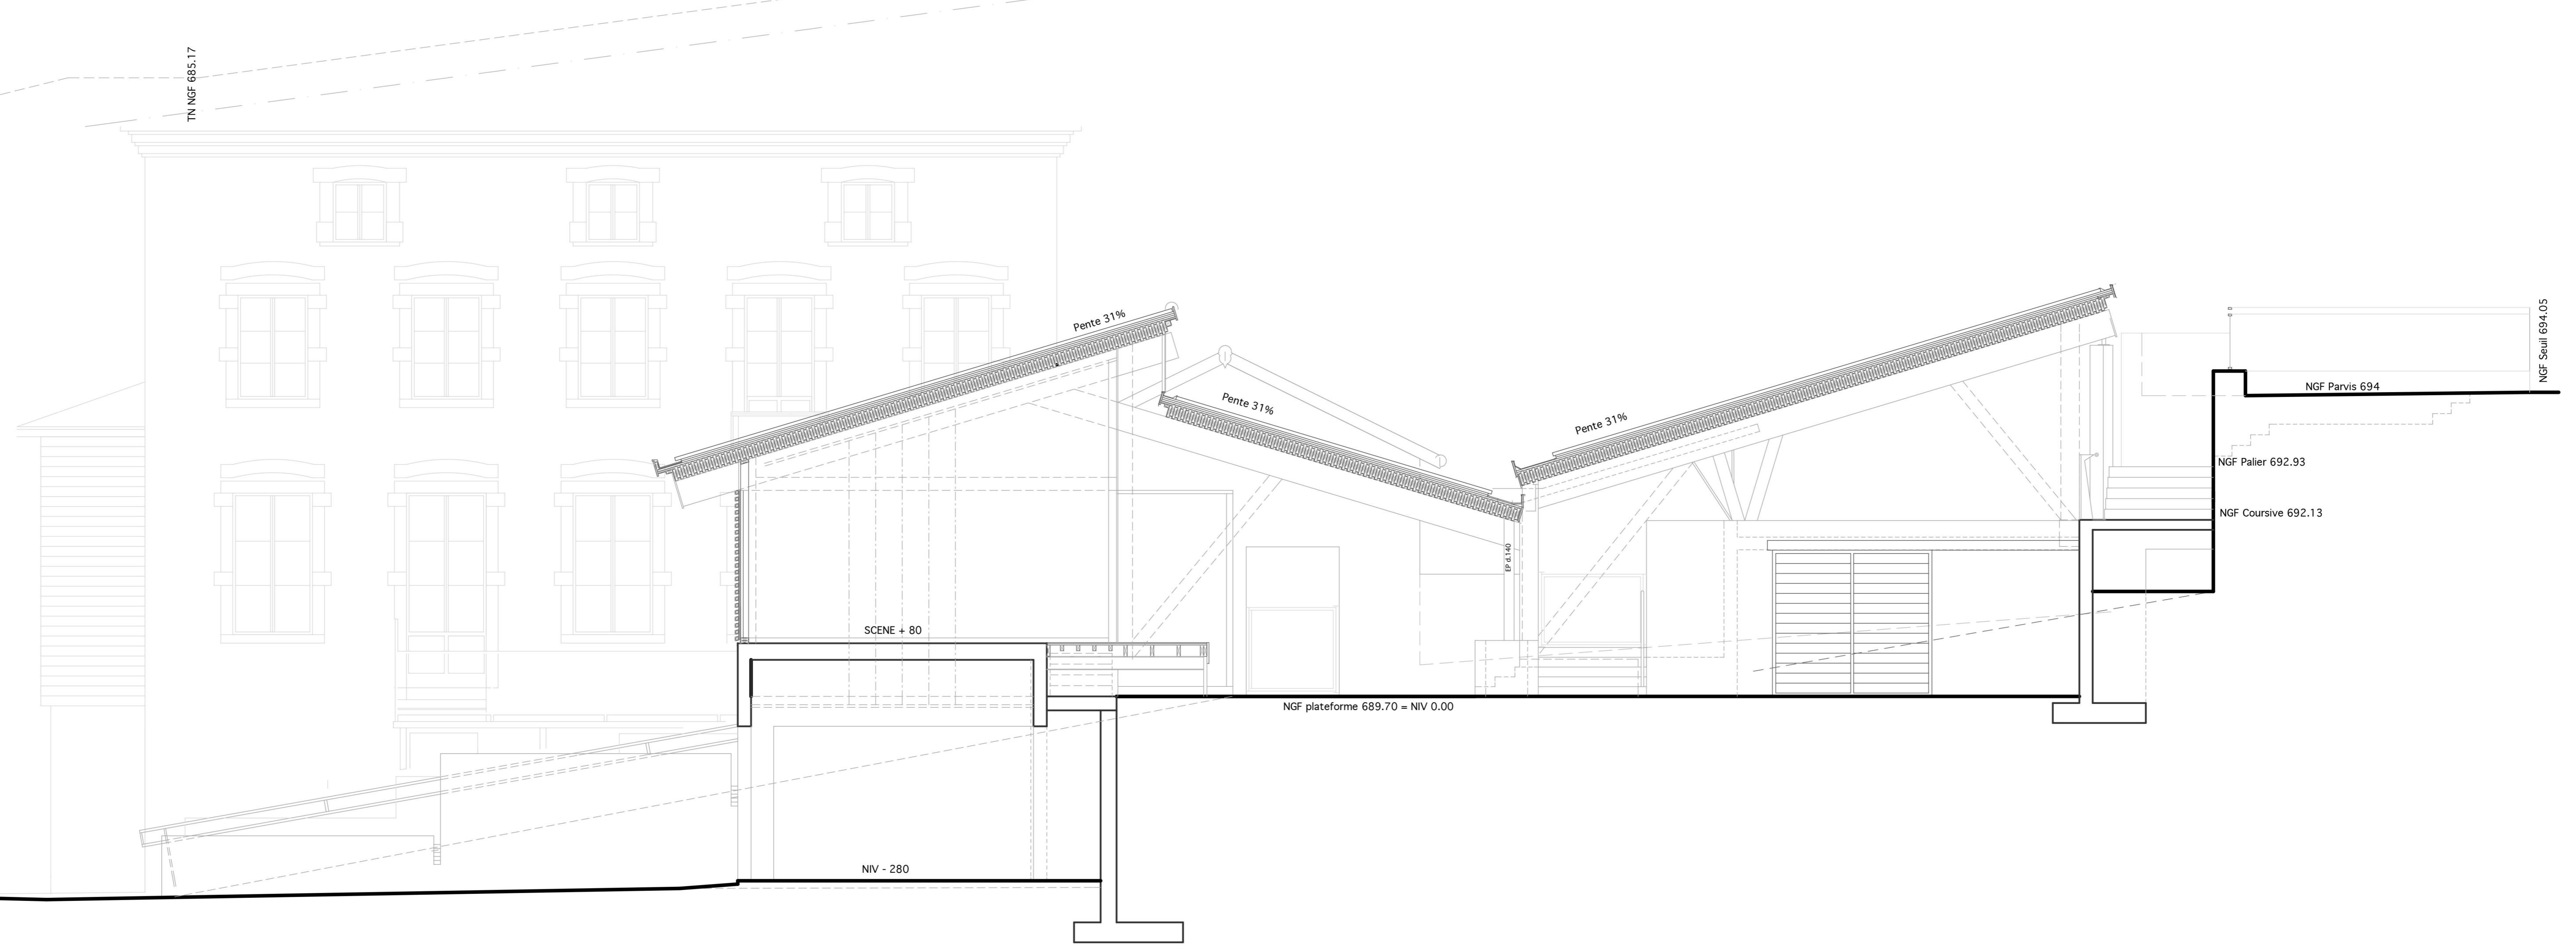 TN NGF 685.17
Pente 31%
Pente 31%
Pente 31%
NGF Seuil 694.05
NGF Parvis 694
NGF Palier 692.93
NGF Coursive 692.13
EP d.140
SCENE + 80
NGF plateforme 689.70 = NIV 0.00
NIV - 280